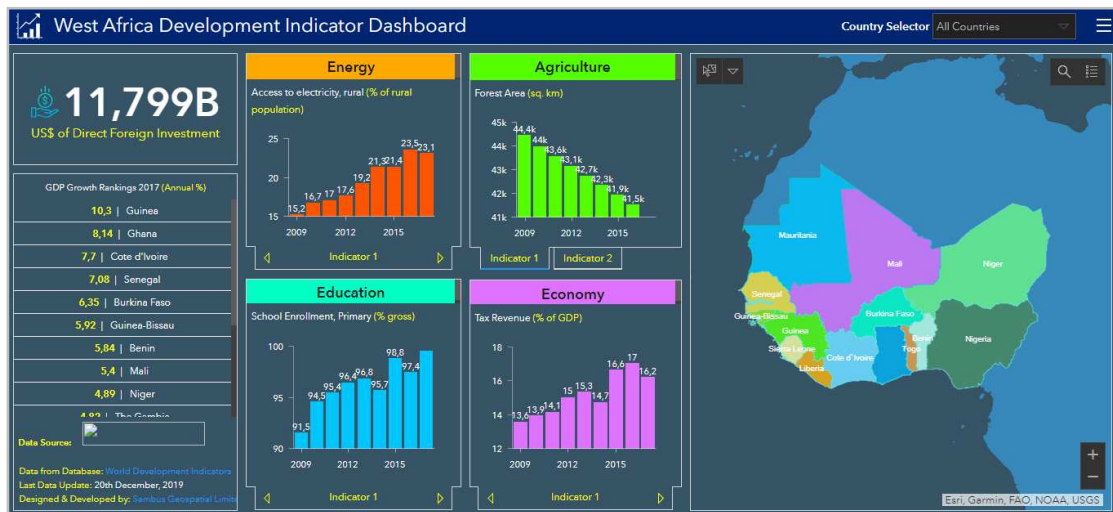 West Africa Development Indicator Dashboard
Country Selector All Countries
11,799B
US$ of Direct Foreign Investment
GDP Growth Rankings 2017 (Annual %)
10,3 | Guinea
8,14 | Ghana
7,7 | Cote d'Ivoire
7,08 | Senegal
6,35 | Burkina Faso
5,92 | Guinea-Bissau
5,84 | Benin
5,4 | Mali
4,89 | Niger
4,83 | The Gambia
Data Source:
Data from Database: World Development Indicators
Last Data Update: 20th December, 2019
Designed & Developed by: Sambus Geospatial Limite
Energy
Access to electricity, rural (% of rural
population)
25
20
15
15,2
16,7
17
17,6
19,2
21,3
21,4
23,5
23,1
2009
2012
2015
Indicator 1
Agriculture
Forest Area (sq. km)
45k
44k
43k
43k
42k
42k
41k
44,4k
44k
43,6k
43,1k
42,7k
42,3k
41,9k
41,5k
2009
2012
2015
Indicator 1
Indicator 2
Education
School Enrollment, Primary (% gross)
100
95
90
91,5
94,5
95,4
96,4
96,8
95,7
98,8
97,4
2009
2012
2015
Indicator 1
Economy
Tax Revenue (% of GDP)
18
16
14
12
13,6
13,9
14,1
15
15,3
14,7
16,6
17
16,2
2009
2012
2015
Indicator 1
Mauritania
Mali
Niger
Senegal
Guinea-Bissau
Guinea
Sierra Leone
Liberia
Cote d'Ivoire
Burkina Faso
Togo
Benin
Nigeria
Esri, Garmin, FAO, NOAA, USGS